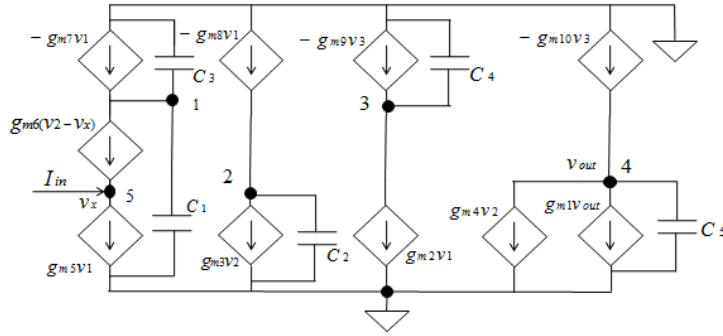 − gm7v1
− gm8v1
− gm9v3
− gm10v3
C3
C4
1
3
gm6(v2−vx)
Iin
vx
5
2
vout
4
C1
gm4v2
gm1vout
C5
gm5v1
gm3v2
C2
gm2v1